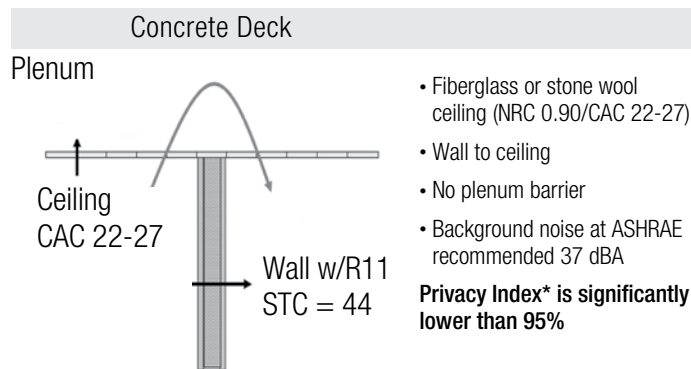 Concrete Deck
Plenum
Ceiling
CAC 22-27
Wall w/R11
STC = 44
• Fiberglass or stone wool
ceiling (NRC 0.90/CAC 22-27)
• Wall to ceiling
• No plenum barrier
• Background noise at ASHRAE
recommended 37 dBA
Privacy Index* is significantly
lower than 95%